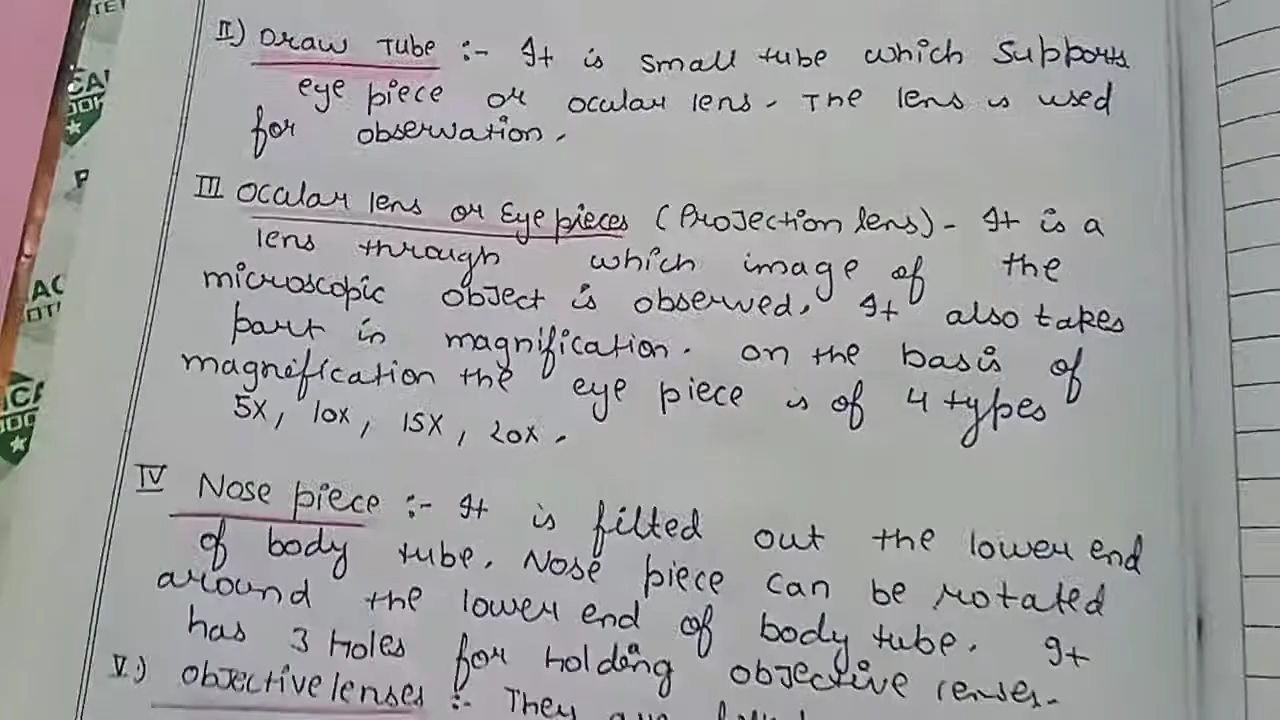 II) Draw Tube :- It is small tube which supports
eye piece or ocular lens. The lens is used
for observation.
III Ocular lens or Eye pieces (Projection lens) - It is a
lens through which image of the
microscopic object is observed. It also takes
part in magnification. On the basis of
magnification the eye piece is of 4 types
5x, 10x, 15x, 20x.
IV Nose piece :- It is filted out the lower end
of body tube. Nose piece can be rotated
around the lower end of body tube. It
has 3 Holes for holding objective lenses.
V.) Objective lenses :- They are